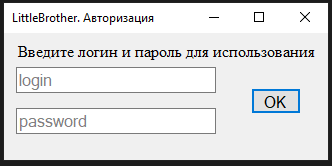 LittleBrother. Авторизация
Введите логин и пароль для использования
login
OK
password